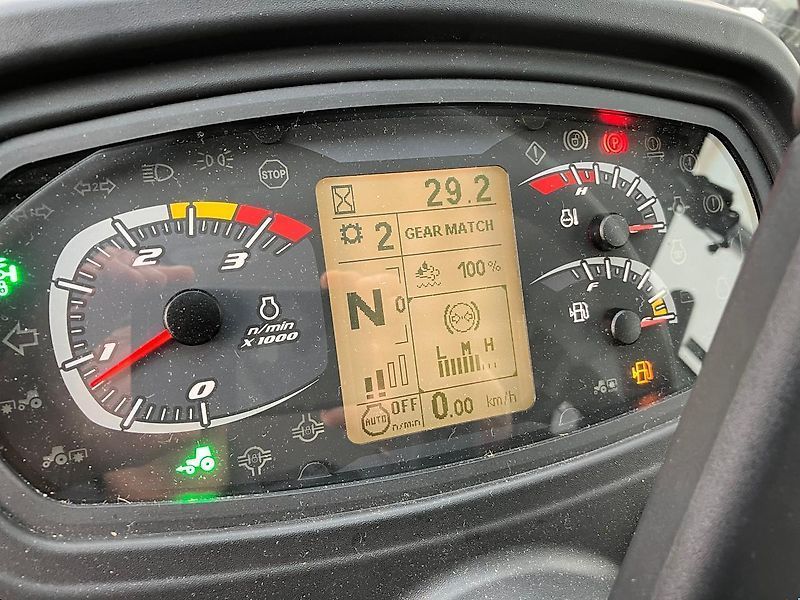 2
STOP
2 3
1 0
n/min
X 1000
29.2
2 GEAR MATCH
100%
N 0
L M H
AUTO OFF
n/min
0.00 km/h
H
P
F